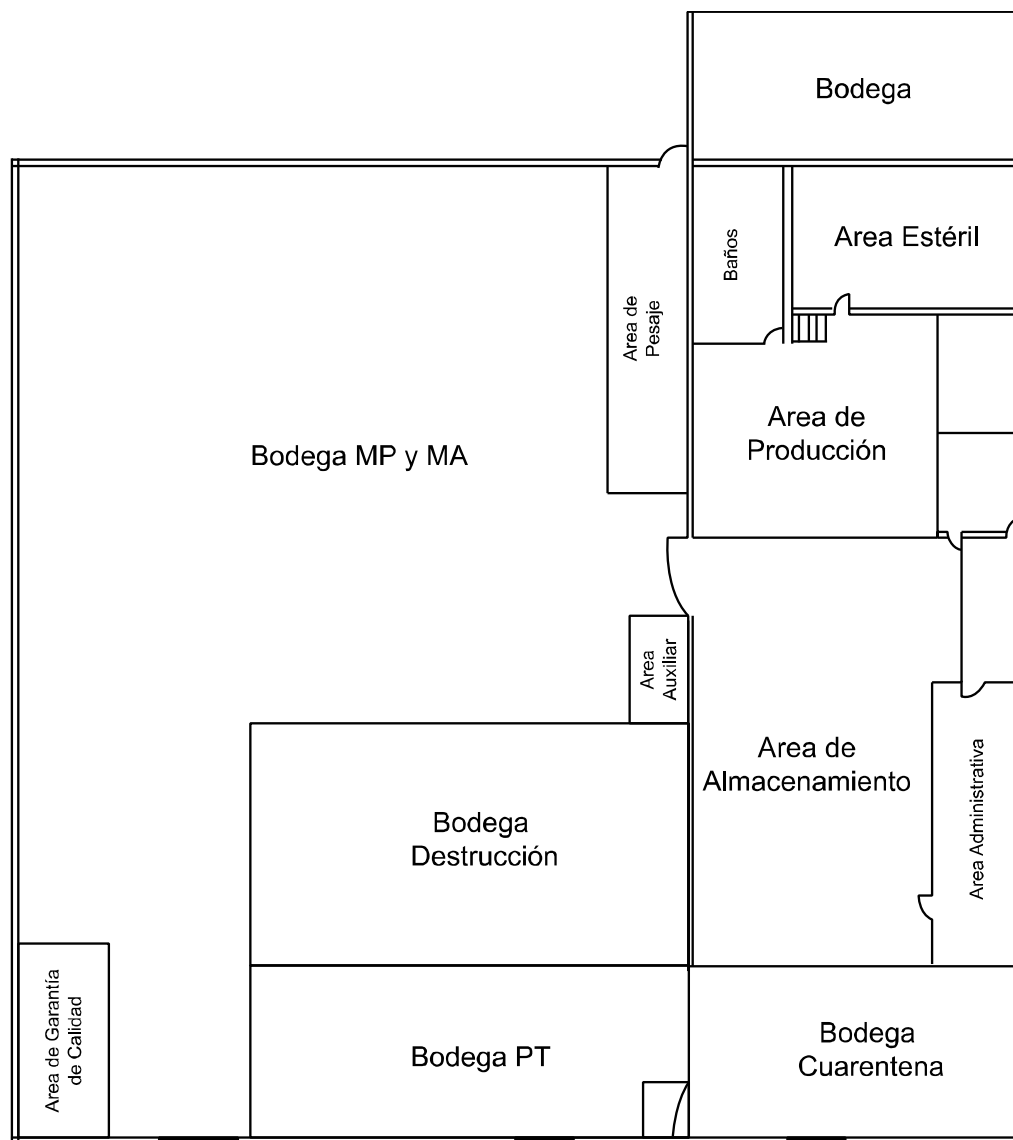 Bodega
Area Estéril
Baños
Area de
Pesaje
Area de
Producción
Bodega MP y MA
Area
Auxiliar
Area de
Almacenamiento
Area Administrativa
Bodega
Destrucción
Area de Garantía
de Calidad
Bodega PT
Bodega
Cuarentena